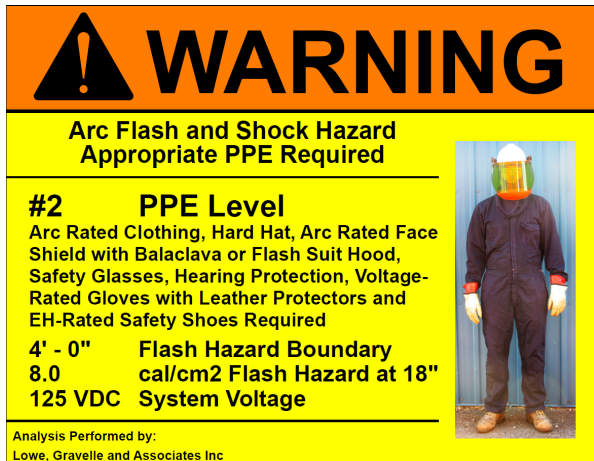 WARNING
Arc Flash and Shock Hazard
Appropriate PPE Required
#2 PPE Level
Arc Rated Clothing, Hard Hat, Arc Rated Face
Shield with Balaclava or Flash Suit Hood,
Safety Glasses, Hearing Protection, Voltage-
Rated Gloves with Leather Protectors and
EH-Rated Safety Shoes Required
4' - 0" Flash Hazard Boundary
8.0 cal/cm2 Flash Hazard at 18"
125 VDC System Voltage
Analysis Performed by:
Lowe, Gravelle and Associates Inc